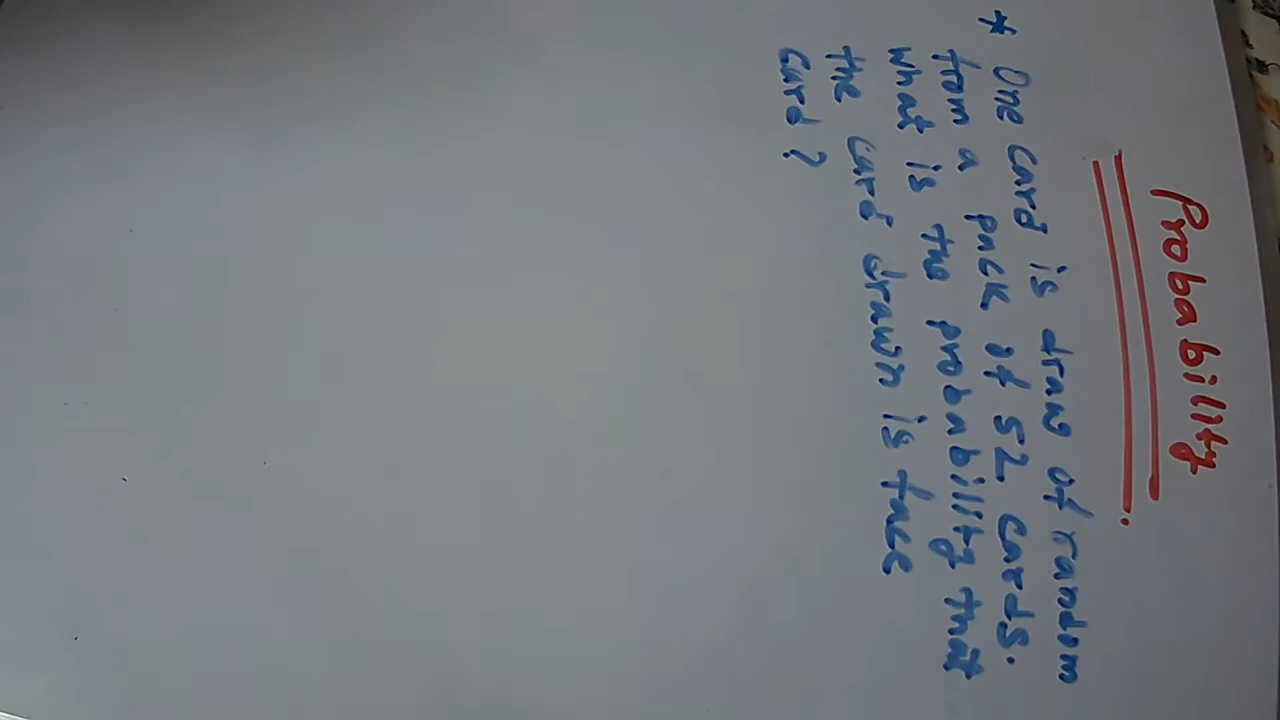 Probability
* One card is draw of random
from a pack of 52 cards.
what is the probability that
the card drawn is face
card ?